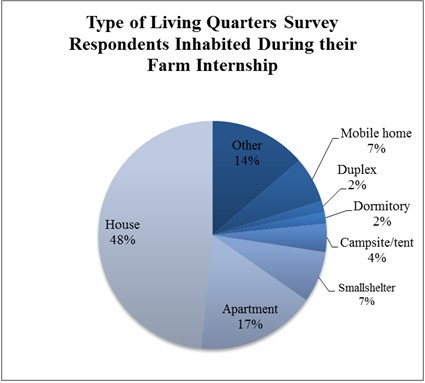 Type of Living Quarters Survey
Respondents Inhabited During their
Farm Internship
Other
14%
Mobile home
7%
Duplex
2%
Dormitory
2%
Campsite/tent
4%
Smallshelter
7%
Apartment
17%
House
48%